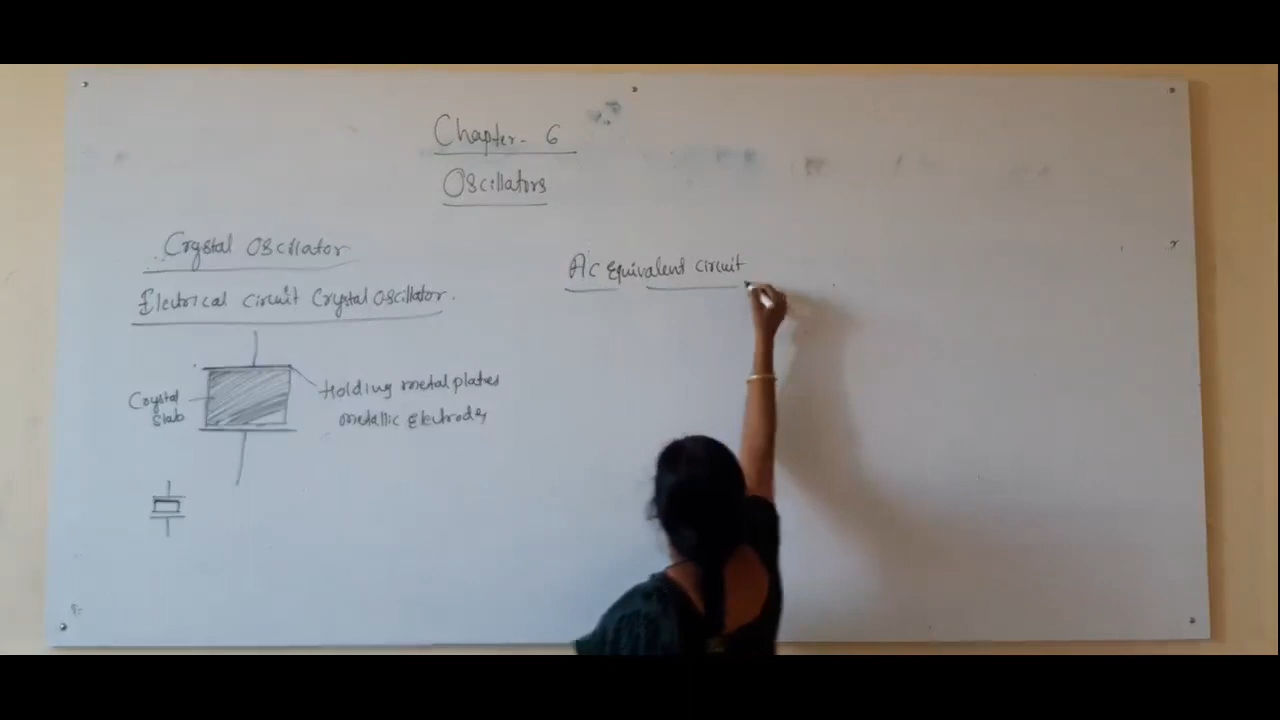 Chapter - 6
Oscillators
Crystal Oscillator
Electrical circuit Crystal Oscillator.
Crystal
Slab
Holding metal plates
metallic Electrodes
A'c Equivalent circuit